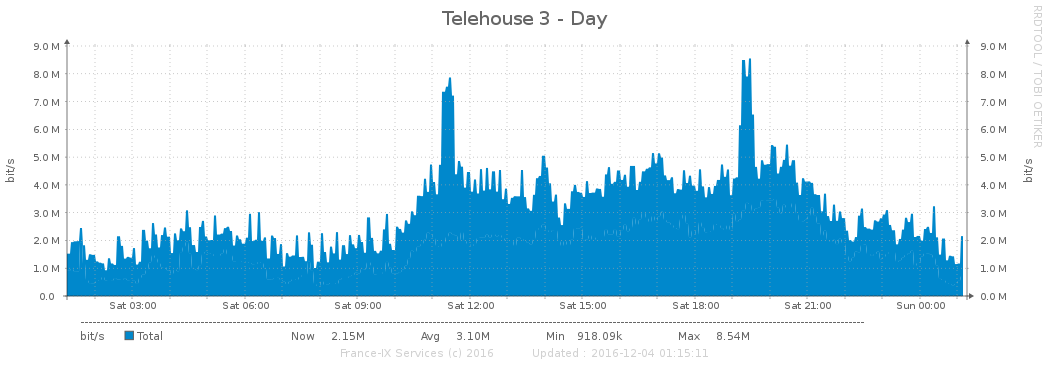 Telehouse 3 - Day
RRDTOOL / TOBI OETIKER
bit/s
bit/s
9.0 M 9.0 M
8.0 M 8.0 M
7.0 M 7.0 M
6.0 M 6.0 M
5.0 M 5.0 M
4.0 M 4.0 M
3.0 M 3.0 M
2.0 M 2.0 M
1.0 M 1.0 M
0.0 0.0 M
Sat 03:00 Sat 06:00 Sat 09:00 Sat 12:00 Sat 15:00 Sat 18:00 Sat 21:00 Sun 00:00
bit/s Total Now 2.15M Avg 3.10M Min 918.09k Max 8.54M
France-IX Services (c) 2016 Updated : 2016-12-04 01:15:11